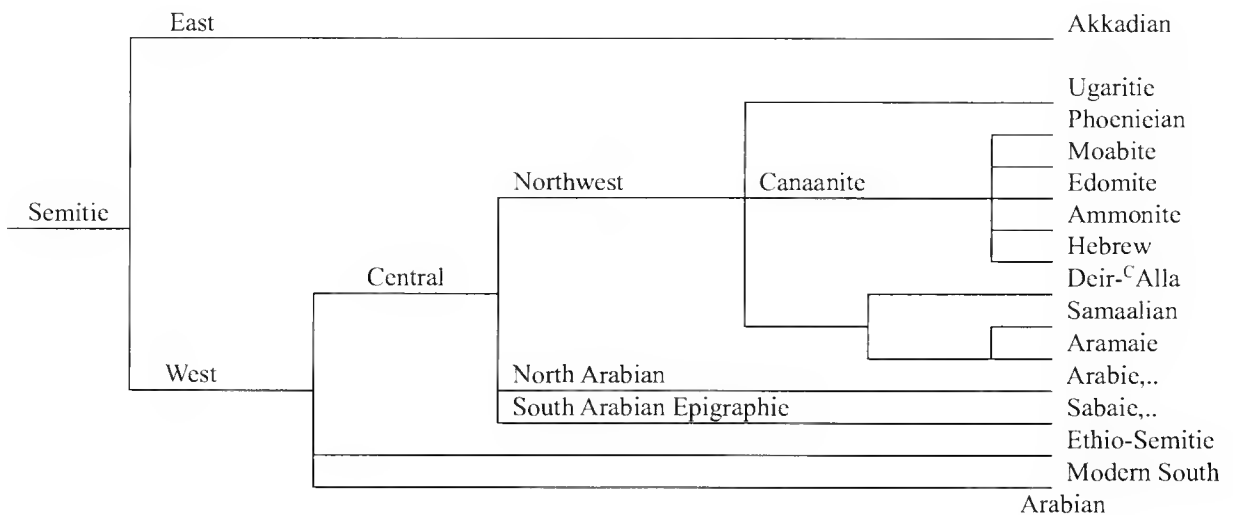 East
Akkadian
Ugaritic
Phoenician
Moabite
Northwest
Canaanite
Edomite
Semitic
Ammonite
Hebrew
Central
Deir-ᶜAlla
Samaalian
Aramaic
West
North Arabian
Arabic,..
South Arabian Epigraphic
Sabaic,..
Ethio-Semitic
Modern South
Arabian